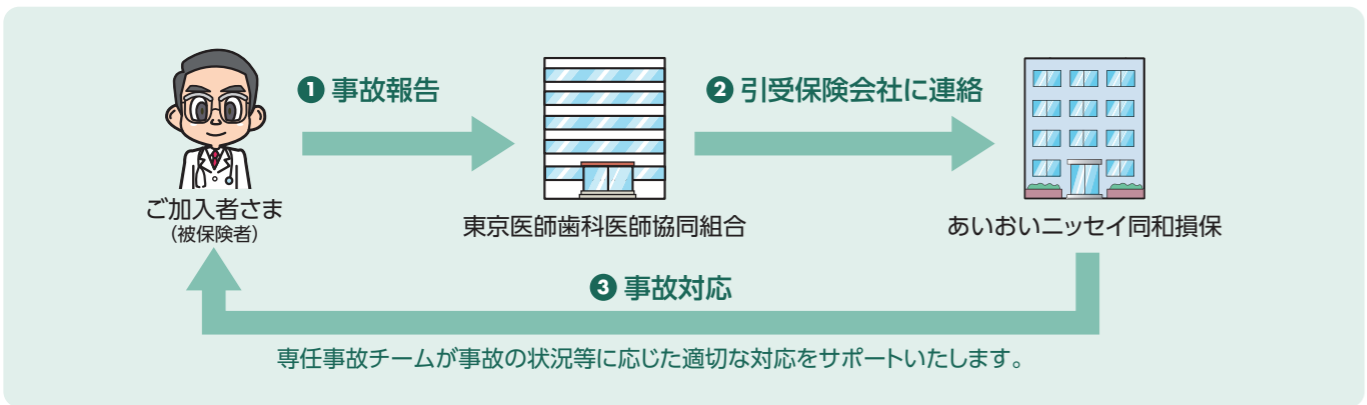 ❶ 事故報告
❷ 引受保険会社に連絡
ご加入者さま
(被保険者)
東京医師歯科医師協同組合
あいおいニッセイ同和損保
❸ 事故対応
専任事故チームが事故の状況等に応じた適切な対応をサポートいたします。